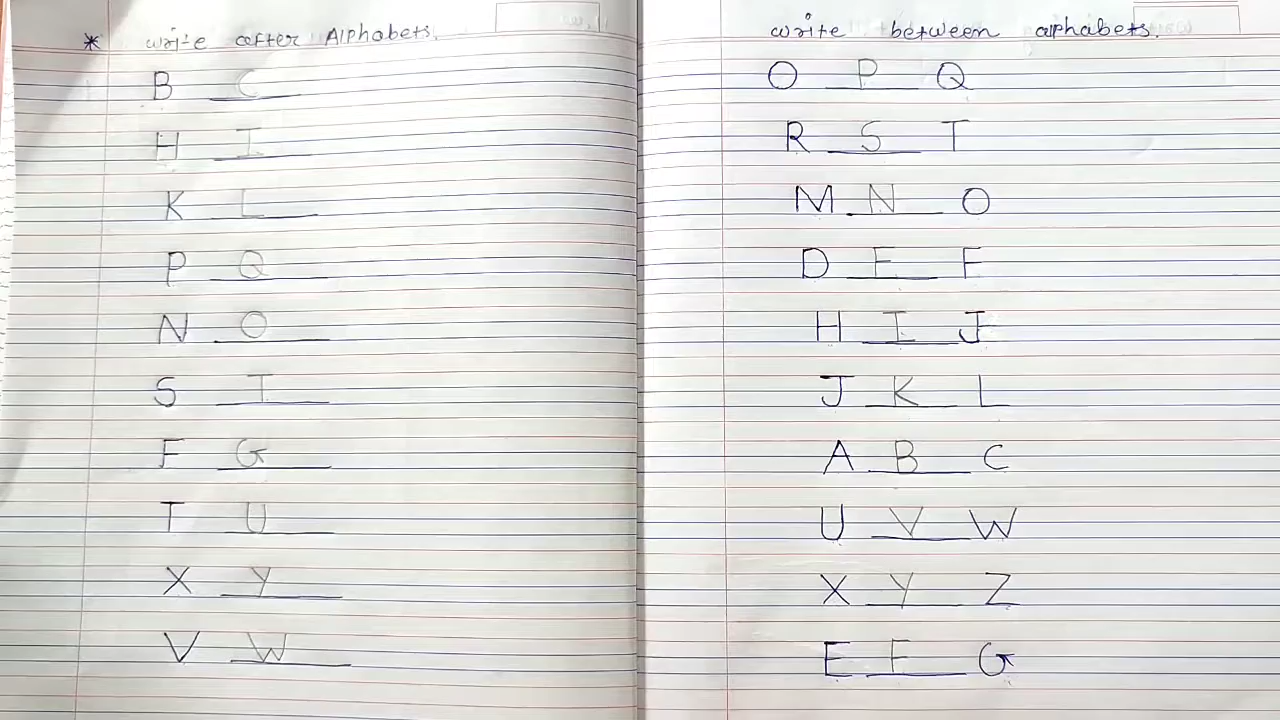 * write after Alphabets.
B C
H I
K L
P Q
N O
S T
F G
T U
X Y
V W
write between alphabets.
O P Q
R S T
M N O
D E F
H I J
J K L
A B C
U V W
X Y Z
E F G